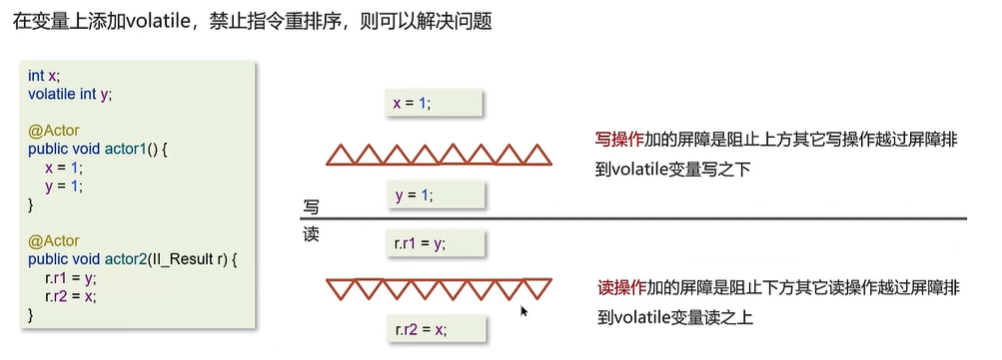 在变量上添加volatile，禁止指令重排序，则可以解决问题
int x;
volatile int y;
@Actor
public void actor1() {
x = 1;
y = 1;
}
@Actor
public void actor2(II_Result r) {
r.r1 = y;
r.r2 = x;
}
x = 1;
y = 1;
写
读
r.r1 = y;
r.r2 = x;
写操作加的屏障是阻止上方其它写操作越过屏障排
到volatile变量写之下
读操作加的屏障是阻止下方其它读操作越过屏障排
到volatile变量读之上